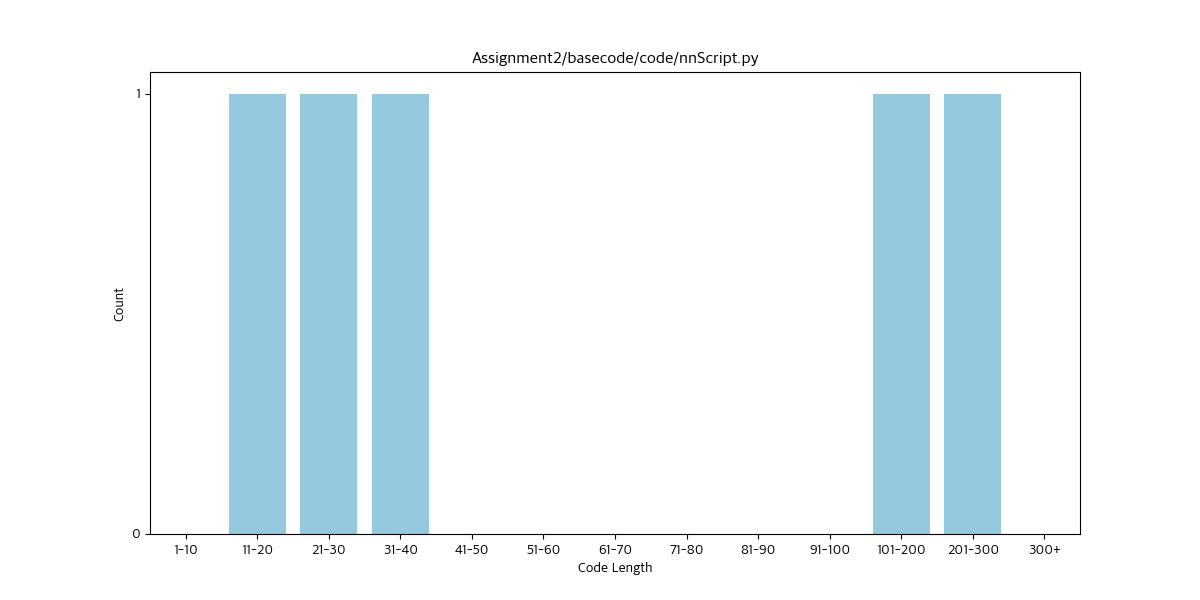 Assignment2/basecode/code/nnScript.py
1
Count
0
1-10 11-20 21-30 31-40 41-50 51-60 61-70 71-80 81-90 91-100 101-200 201-300 300+
Code Length